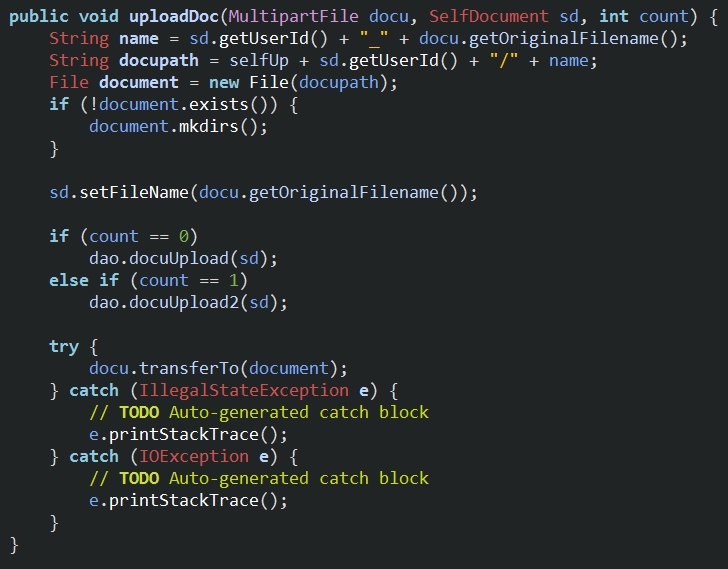 public void uploadDoc(MultipartFile docu, SelfDocument sd, int count) {
    String name = sd.getUserId() + "_" + docu.getOriginalFilename();
    String docupath = selfUp + sd.getUserId() + "/" + name;
    File document = new File(docupath);
    if (!document.exists()) {
        document.mkdirs();
    }

    sd.setFileName(docu.getOriginalFilename());

    if (count == 0)
        dao.docuUpload(sd);
    else if (count == 1)
        dao.docuUpload2(sd);

    try {
        docu.transferTo(document);
    } catch (IllegalStateException e) {
        // TODO Auto-generated catch block
        e.printStackTrace();
    } catch (IOException e) {
        // TODO Auto-generated catch block
        e.printStackTrace();
    }
}